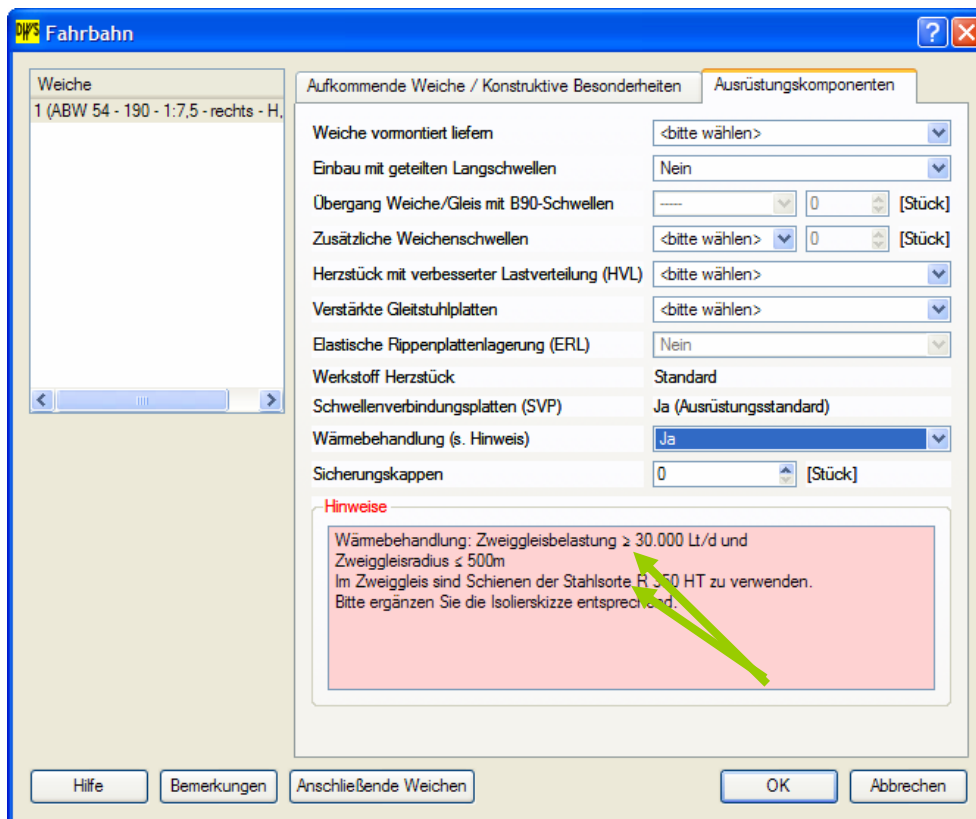 DWS Fahrbahn
Weiche
1 (ABW 54 - 190 - 1:7,5 - rechts - H,
Aufkommende Weiche / Konstruktive Besonderheiten
Ausrüstungskomponenten
Weiche vormontiert liefern <bitte wählen>
Einbau mit geteilten Langschwellen Nein
Übergang Weiche/Gleis mit B90-Schwellen ----- 0 [Stück]
Zusätzliche Weichenschwellen <bitte wählen> 0 [Stück]
Herzstück mit verbesserter Lastverteilung (HVL) <bitte wählen>
Verstärkte Gleitstuhlplatten <bitte wählen>
Elastische Rippenplattenlagerung (ERL) Nein
Werkstoff Herzstück Standard
Schwellenverbindungsplatten (SVP) Ja (Ausrüstungsstandard)
Wärmebehandlung (s. Hinweis) Ja
Sicherungskappen 0 [Stück]
Hinweise
Wärmebehandlung: Zweiggleisbelastung ≥ 30.000 Lt/d und
Zweiggleisradius ≤ 500m
Im Zweiggleis sind Schienen der Stahlsorte R 350 HT zu verwenden.
Bitte ergänzen Sie die Isolierskizze entsprechend.
Hilfe Bemerkungen Anschließende Weichen OK Abbrechen